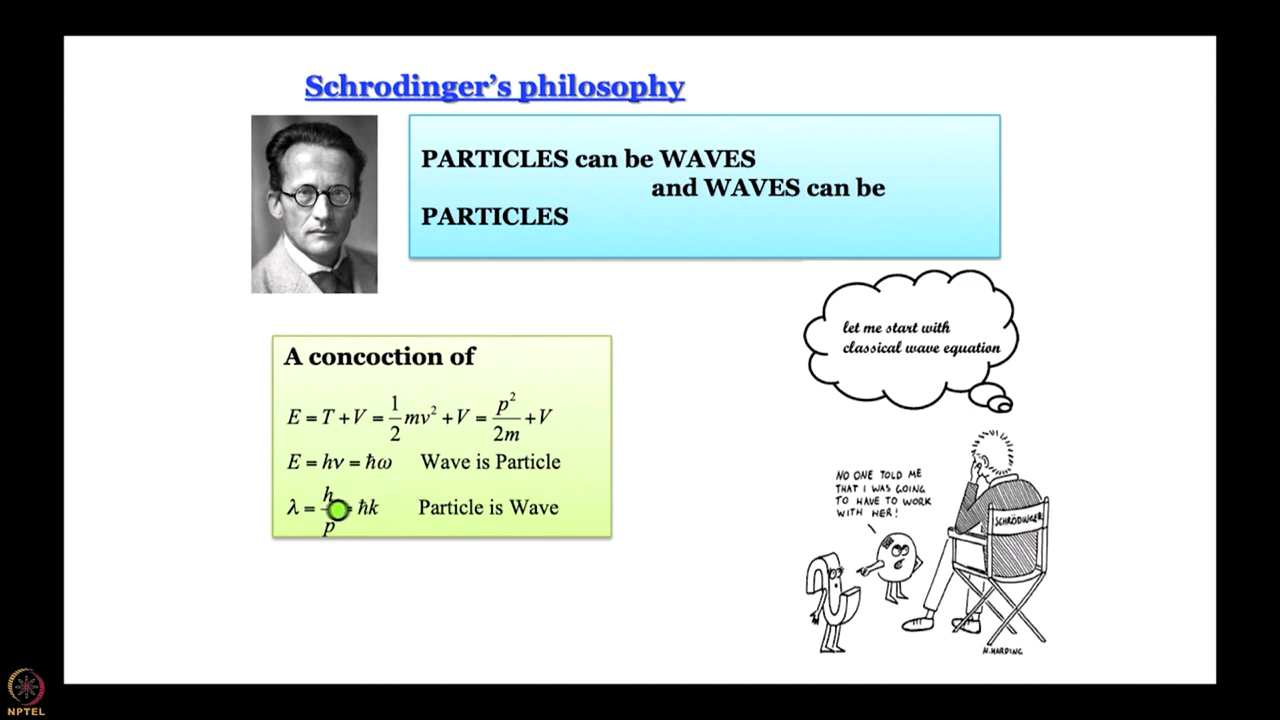 Schrodinger's philosophy
PARTICLES can be WAVES
and WAVES can be
PARTICLES
let me start with
classical wave equation
A concoction of
E = T + V = 1/2 mv² + V = p²/2m + V
E = hν = ħω Wave is Particle
λ = h/p = ħk Particle is Wave
NO ONE TOLD ME
THAT I WAS GOING
TO HAVE TO WORK
WITH HER!
SCHRÖDINGER
N.HARDING
NPTEL